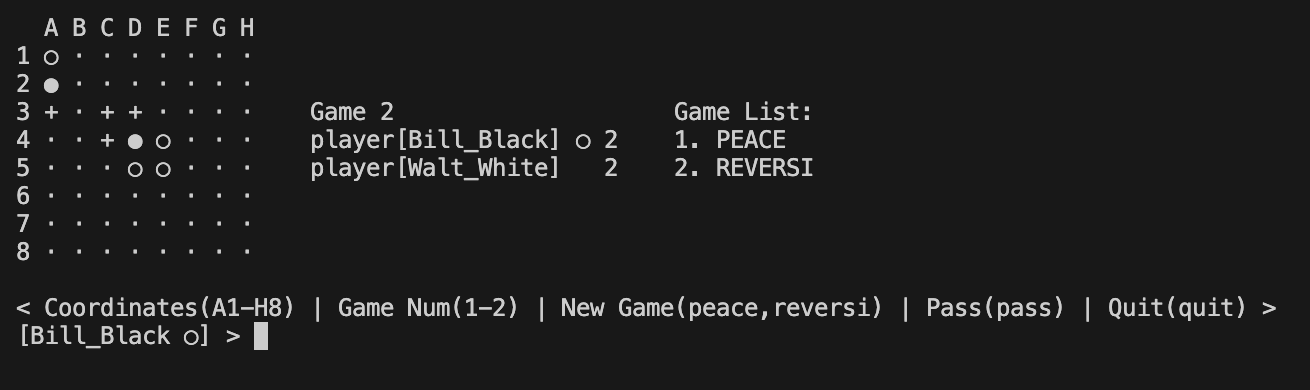 A B C D E F G H
1 ○ · · · · · · ·
2 ● · · · · · · ·
3 + · + + · · · ·    Game 2                    Game List:
4 · · + ● ○ · · ·    player[Bill_Black] ○ 2    1. PEACE
5 · · · ○ ○ · · ·    player[Walt_White]   2    2. REVERSI
6 · · · · · · · ·
7 · · · · · · · ·
8 · · · · · · · ·
< Coordinates(A1-H8) | Game Num(1-2) | New Game(peace,reversi) | Pass(pass) | Quit(quit) >
[Bill_Black ○] >